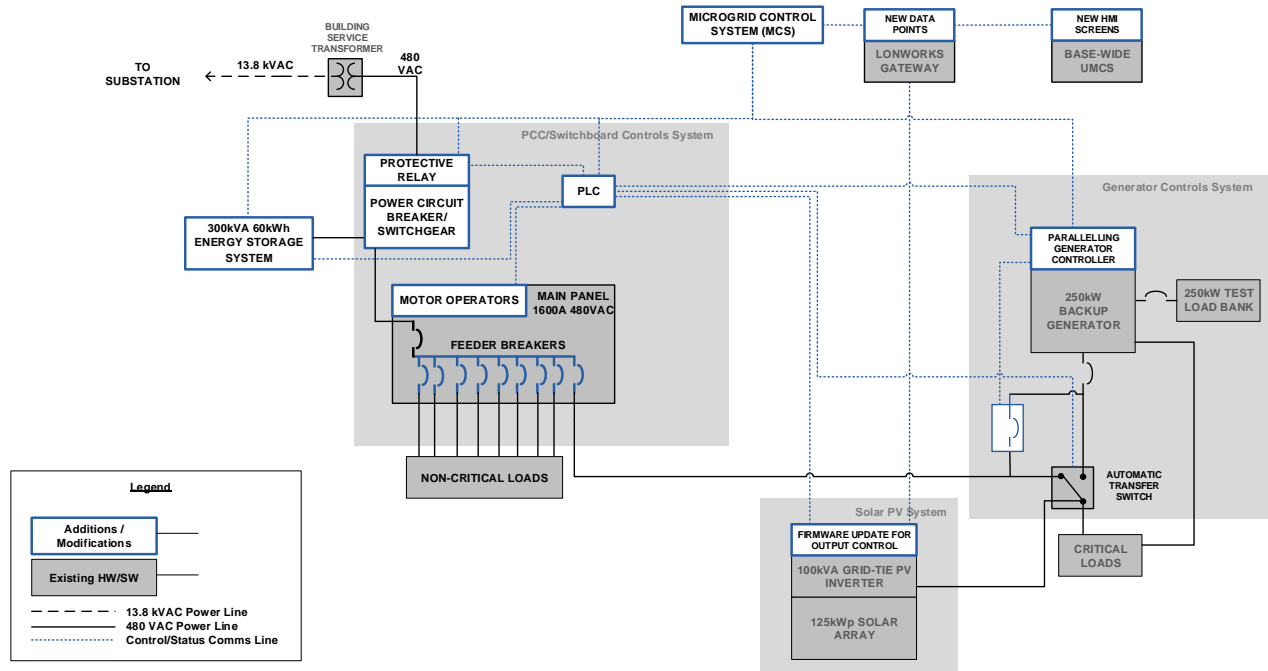 BUILDING
SERVICE
TRANSFORMER
TO
SUBSTATION
13.8 kVAC
480
VAC
MICROGRID CONTROL
SYSTEM (MCS)
NEW DATA
POINTS
LONWORKS
GATEWAY
NEW HMI
SCREENS
BASE-WIDE
UMCS
PCC/Switchboard Controls System
PROTECTIVE
RELAY
POWER CIRCUIT
BREAKER/
SWITCHGEAR
PLC
300kVA 60kWh
ENERGY STORAGE
SYSTEM
MOTOR OPERATORS
MAIN PANEL
1600A 480VAC
FEEDER BREAKERS
NON-CRITICAL LOADS
Generator Controls System
PARALLELING
GENERATOR
CONTROLLER
250kW
BACKUP
GENERATOR
250kW TEST
LOAD BANK
AUTOMATIC
TRANSFER
SWITCH
CRITICAL
LOADS
Solar PV System
FIRMWARE UPDATE FOR
OUTPUT CONTROL
100kVA GRID-TIE PV
INVERTER
125kWp SOLAR
ARRAY
Legend
Additions /
Modifications
Existing HW/SW
13.8 kVAC Power Line
480 VAC Power Line
Control/Status Comms Line